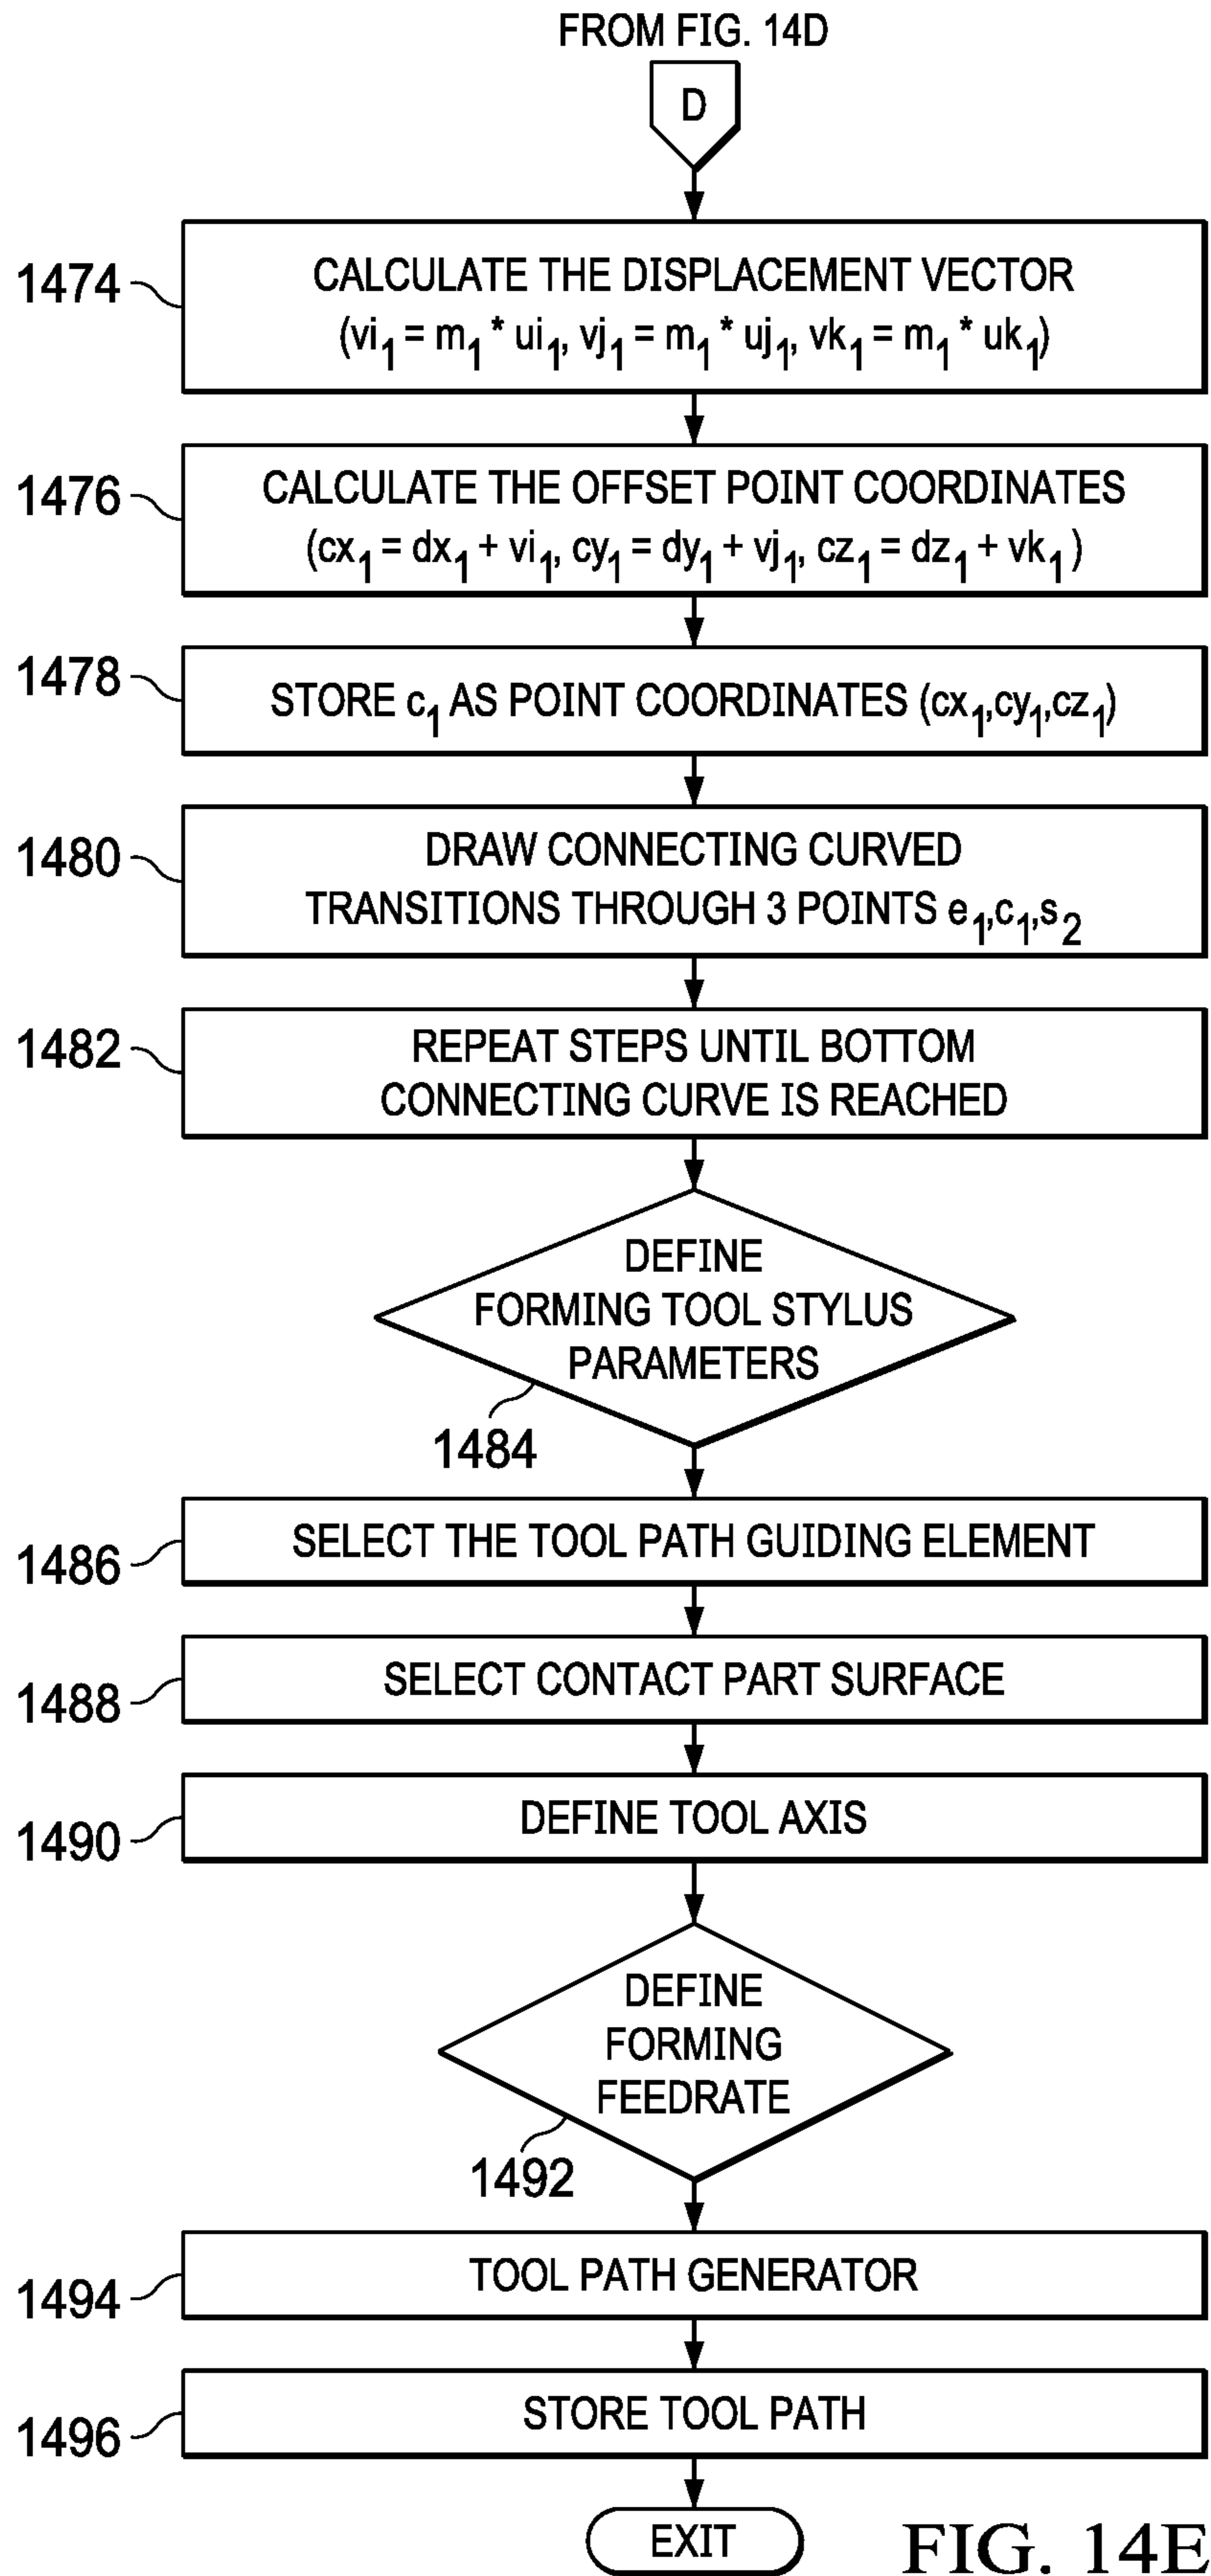 FROM FIG. 14D
D
1474
CALCULATE THE DISPLACEMENT VECTOR
(vi₁ = m₁ * ui₁, vj₁ = m₁ * uj₁, vk₁ = m₁ * uk₁)
1476
CALCULATE THE OFFSET POINT COORDINATES
(cx₁ = dx₁ + vi₁, cy₁ = dy₁ + vj₁, cz₁ = dz₁ + vk₁ )
1478
STORE c₁ AS POINT COORDINATES (cx₁,cy₁,cz₁)
1480
DRAW CONNECTING CURVED
TRANSITIONS THROUGH 3 POINTS e₁,c₁,s₂
1482
REPEAT STEPS UNTIL BOTTOM
CONNECTING CURVE IS REACHED
DEFINE
FORMING TOOL STYLUS
PARAMETERS
1484
1486
SELECT THE TOOL PATH GUIDING ELEMENT
1488
SELECT CONTACT PART SURFACE
1490
DEFINE TOOL AXIS
DEFINE
FORMING
FEEDRATE
1492
1494
TOOL PATH GENERATOR
1496
STORE TOOL PATH
EXIT
FIG. 14E